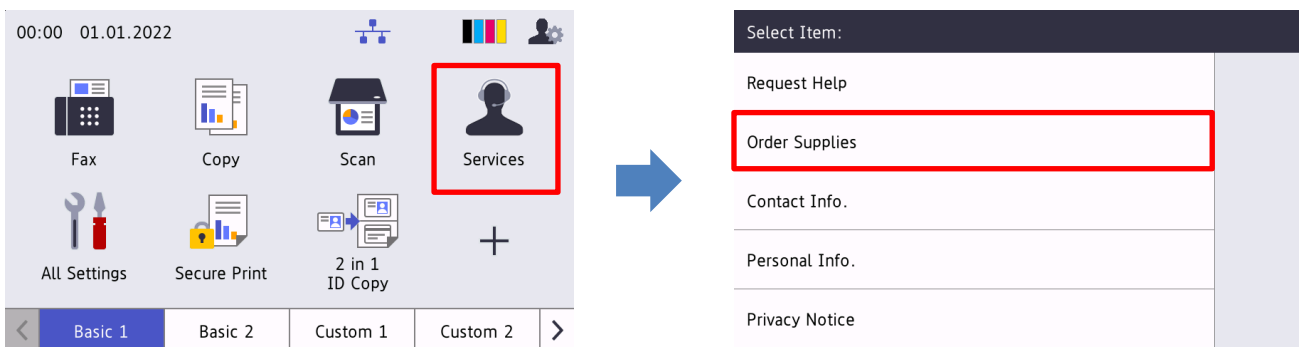 00:00 01.01.2022
Fax Copy Scan Services
All Settings Secure Print 2 in 1
ID Copy
Basic 1 Basic 2 Custom 1 Custom 2
Select Item:
Request Help
Order Supplies
Contact Info.
Personal Info.
Privacy Notice